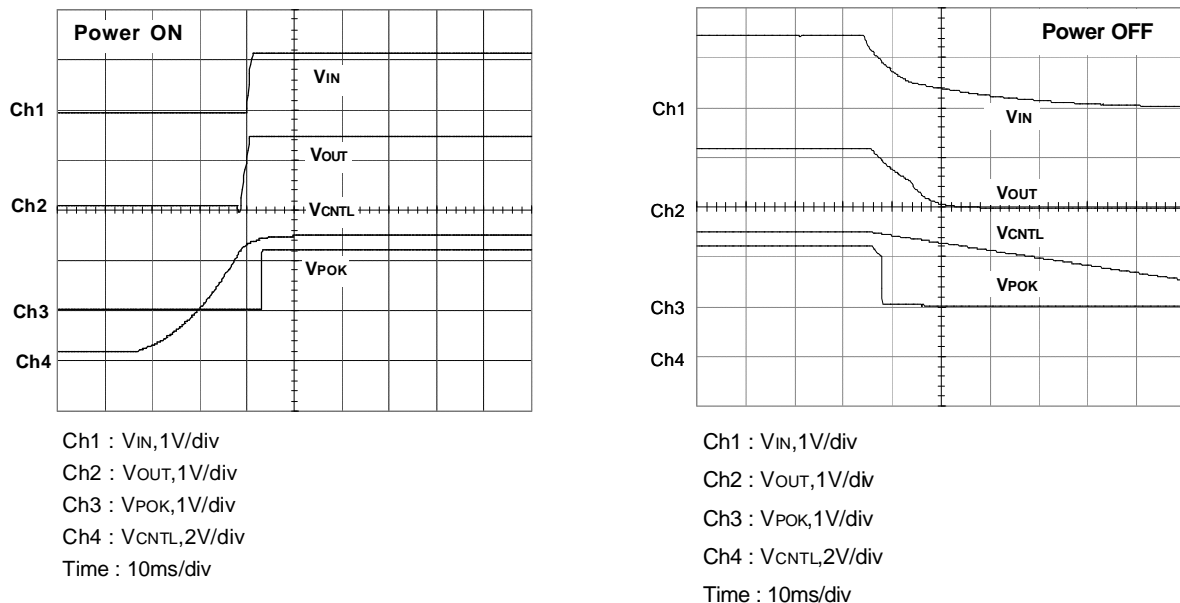 Power ON
VIN
Ch1
VOUT
Ch2
VCNTL
VPOK
Ch3
Ch4
Ch1 : VIN,1V/div
Ch2 : VOUT,1V/div
Ch3 : VPOK,1V/div
Ch4 : VCNTL,2V/div
Time : 10ms/div
Power OFF
Ch1
VIN
VOUT
Ch2
VCNTL
VPOK
Ch3
Ch4
Ch1 : VIN,1V/div
Ch2 : VOUT,1V/div
Ch3 : VPOK,1V/div
Ch4 : VCNTL,2V/div
Time : 10ms/div